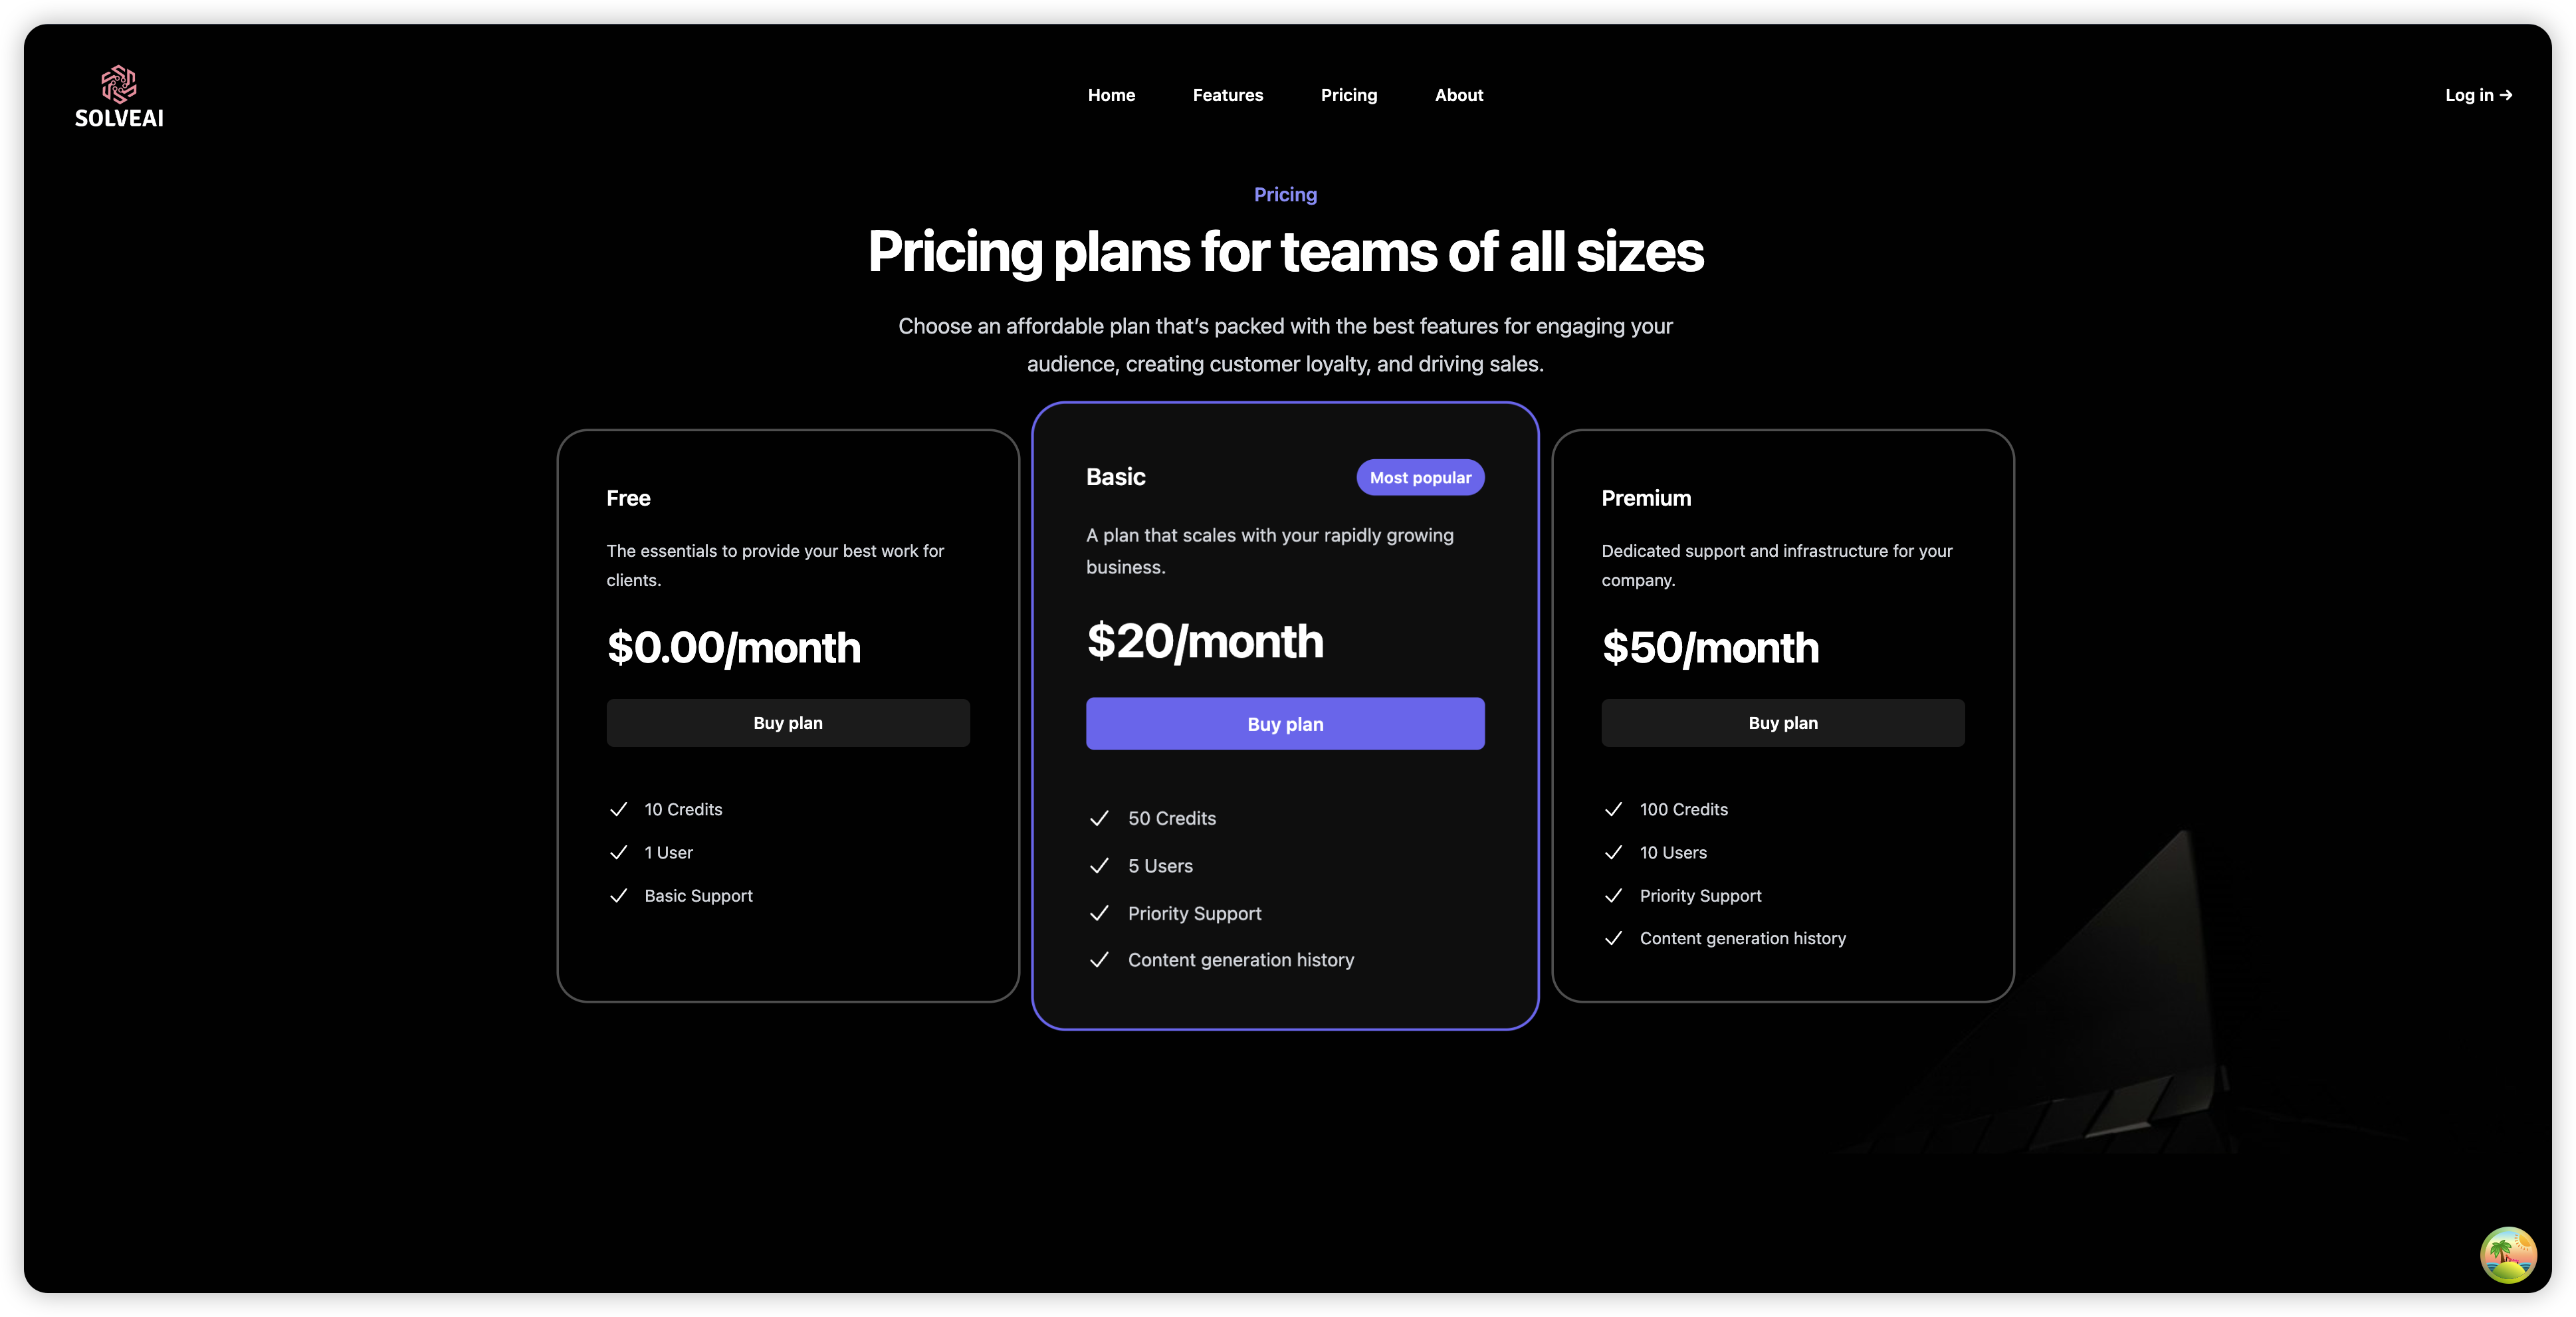 SOLVEAI
Home
Features
Pricing
About
Log in →
Pricing
Pricing plans for teams of all sizes
Choose an affordable plan that’s packed with the best features for engaging your
audience, creating customer loyalty, and driving sales.
Free
The essentials to provide your best work for
clients.
$0.00/month
Buy plan
10 Credits
1 User
Basic Support
Basic
Most popular
A plan that scales with your rapidly growing
business.
$20/month
Buy plan
50 Credits
5 Users
Priority Support
Content generation history
Premium
Dedicated support and infrastructure for your
company.
$50/month
Buy plan
100 Credits
10 Users
Priority Support
Content generation history